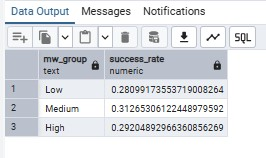 Data Output Messages Notifications
SQL
mw_group success_rate
text numeric
1 Low 0.28099173553719008264
2 Medium 0.31265306122448979592
3 High 0.29204892966360856269